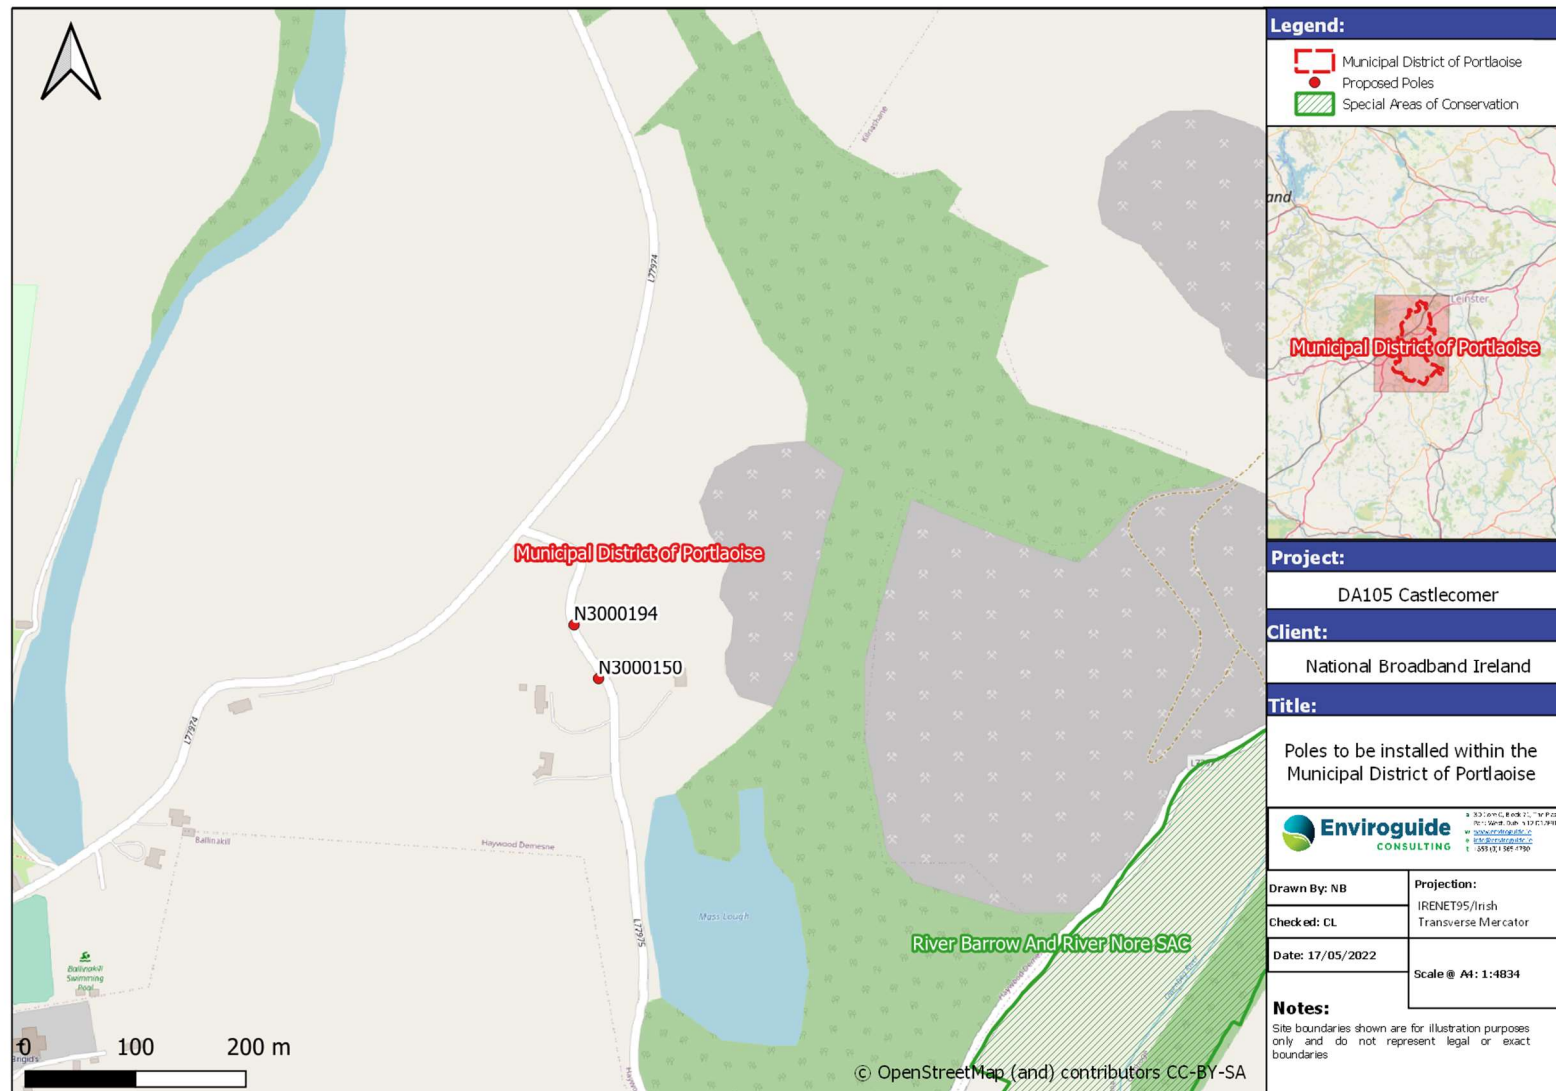 Legend:
Municipal District of Portlaoise
Proposed Poles
Special Areas of Conservation
and
Leinster
Municipal District of Portlaoise
Project:
DA105 Castlecomer
Client:
National Broadband Ireland
Title:
Poles to be installed within the
Municipal District of Portlaoise
Enviroguide
CONSULTING
Drawn By: NB
Checked: CL
Date: 17/05/2022
Projection:
IRENET95/Irish
Transverse Mercator
Scale @ A4: 1:4834
Notes:
Site boundaries shown are for illustration purposes
only and do not represent legal or exact
boundaries
L77974
Municipal District of Portlaoise
N3000194
N3000150
L77974
Ballinakill
Haywood Demesne
Mass Lough
L77975
River Barrow And River Nore SAC
Ballinakill
Swimming
Pool
0 100 200 m
© OpenStreetMap (and) contributors CC-BY-SA